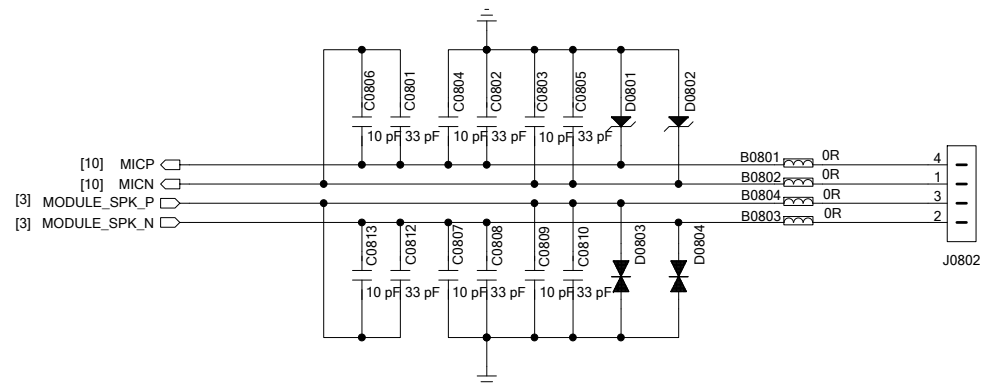 C0806
C0801
C0804
C0802
C0803
C0805
D0801
D0802
10 pF 33 pF
10 pF 33 pF
10 pF 33 pF
[10] MICP
B0801 0R 4
[10] MICN
B0802 0R 1
[3] MODULE_SPK_P
B0804 0R 3
[3] MODULE_SPK_N
B0803 0R 2
J0802
C0813
C0812
C0807
C0808
C0809
C0810
D0803
D0804
10 pF 33 pF
10 pF 33 pF
10 pF 33 pF